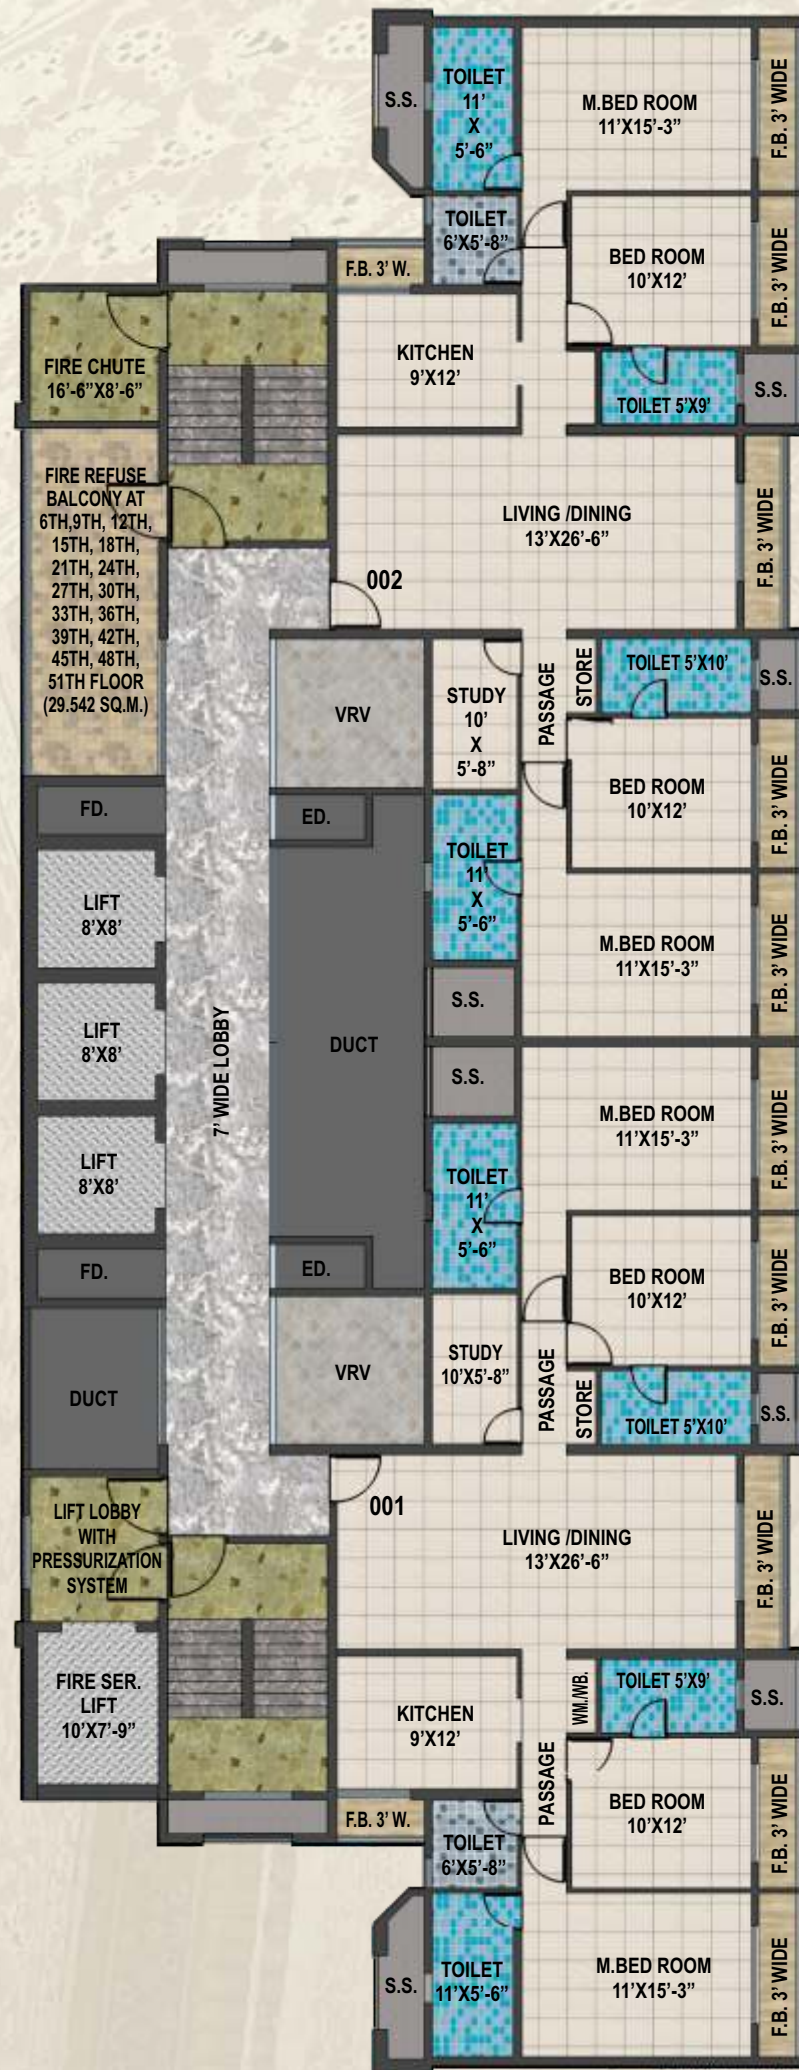 S.S.
TOILET
11'
X
5'-6"
M.BED ROOM
11'X15'-3"
F.B. 3' WIDE
TOILET
6'X5'-8"
BED ROOM
10'X12'
F.B. 3' WIDE
F.B. 3' W.
FIRE CHUTE
16'-6"X8'-6"
KITCHEN
9'X12'
TOILET 5'X9'
S.S.
FIRE REFUSE
BALCONY AT
6TH,9TH, 12TH,
15TH, 18TH,
21TH, 24TH,
27TH, 30TH,
33TH, 36TH,
39TH, 42TH,
45TH, 48TH,
51TH FLOOR
(29.542 SQ.M.)
LIVING /DINING
13'X26'-6"
F.B. 3' WIDE
002
VRV
STUDY
10'
X
5'-8"
PASSAGE
STORE
TOILET 5'X10'
S.S.
BED ROOM
10'X12'
F.B. 3' WIDE
FD.
ED.
LIFT
8'X8'
TOILET
11'
X
5'-6"
M.BED ROOM
11'X15'-3"
F.B. 3' WIDE
S.S.
LIFT
8'X8'
7' WIDE LOBBY
DUCT
S.S.
M.BED ROOM
11'X15'-3"
F.B. 3' WIDE
LIFT
8'X8'
TOILET
11'
X
5'-6"
FD.
ED.
BED ROOM
10'X12'
F.B. 3' WIDE
DUCT
VRV
STUDY
10'X5'-8"
PASSAGE
STORE
TOILET 5'X10'
S.S.
001
LIFT LOBBY
WITH
PRESSURIZATION
SYSTEM
LIVING /DINING
13'X26'-6"
F.B. 3' WIDE
FIRE SER.
LIFT
10'X7'-9"
KITCHEN
9'X12'
WM./WB.
TOILET 5'X9'
S.S.
PASSAGE
BED ROOM
10'X12'
F.B. 3' WIDE
F.B. 3' W.
TOILET
6'X5'-8"
S.S.
TOILET
11'X5'-6"
M.BED ROOM
11'X15'-3"
F.B. 3' WIDE